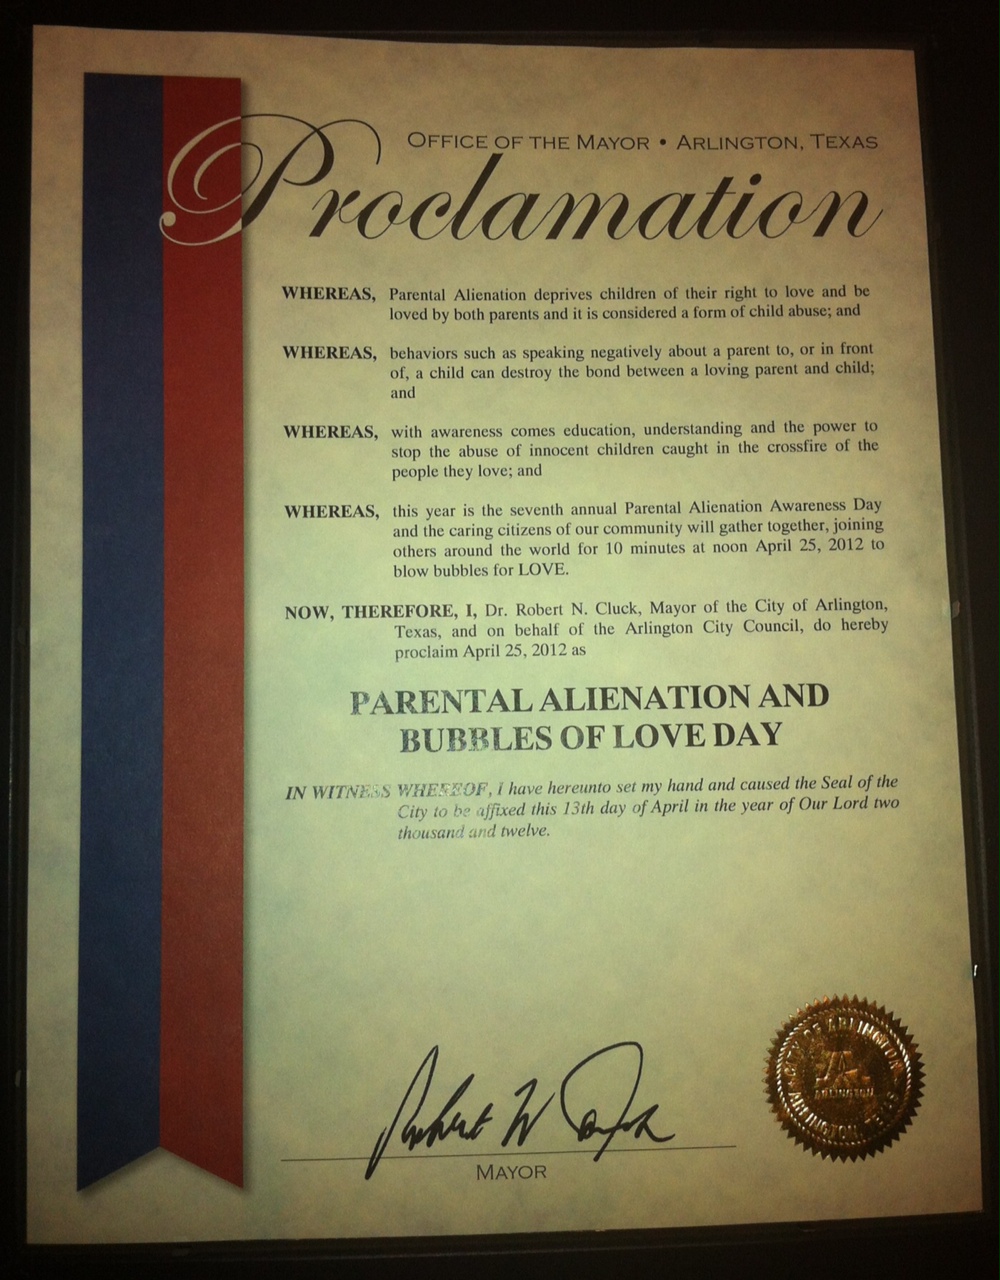 OFFICE OF THE MAYOR • ARLINGTON, TEXAS
Proclamation
WHEREAS, Parental Alienation deprives children of their right to love and be
loved by both parents and it is considered a form of child abuse; and
WHEREAS, behaviors such as speaking negatively about a parent to, or in front
of, a child can destroy the bond between a loving parent and child;
and
WHEREAS, with awareness comes education, understanding and the power to
stop the abuse of innocent children caught in the crossfire of the
people they love; and
WHEREAS, this year is the seventh annual Parental Alienation Awareness Day
and the caring citizens of our community will gather together, joining
others around the world for 10 minutes at noon April 25, 2012 to
blow bubbles for LOVE.
NOW, THEREFORE, I, Dr. Robert N. Cluck, Mayor of the City of Arlington,
Texas, and on behalf of the Arlington City Council, do hereby
proclaim April 25, 2012 as
PARENTAL ALIENATION AND
BUBBLES OF LOVE DAY
IN WITNESS WHEREOF, I have hereunto set my hand and caused the Seal of the
City to be affixed this 13th day of April in the year of Our Lord two
thousand and twelve.
MAYOR
CITY OF ARLINGTON
ARLINGTON
ARLINGTON, TEXAS